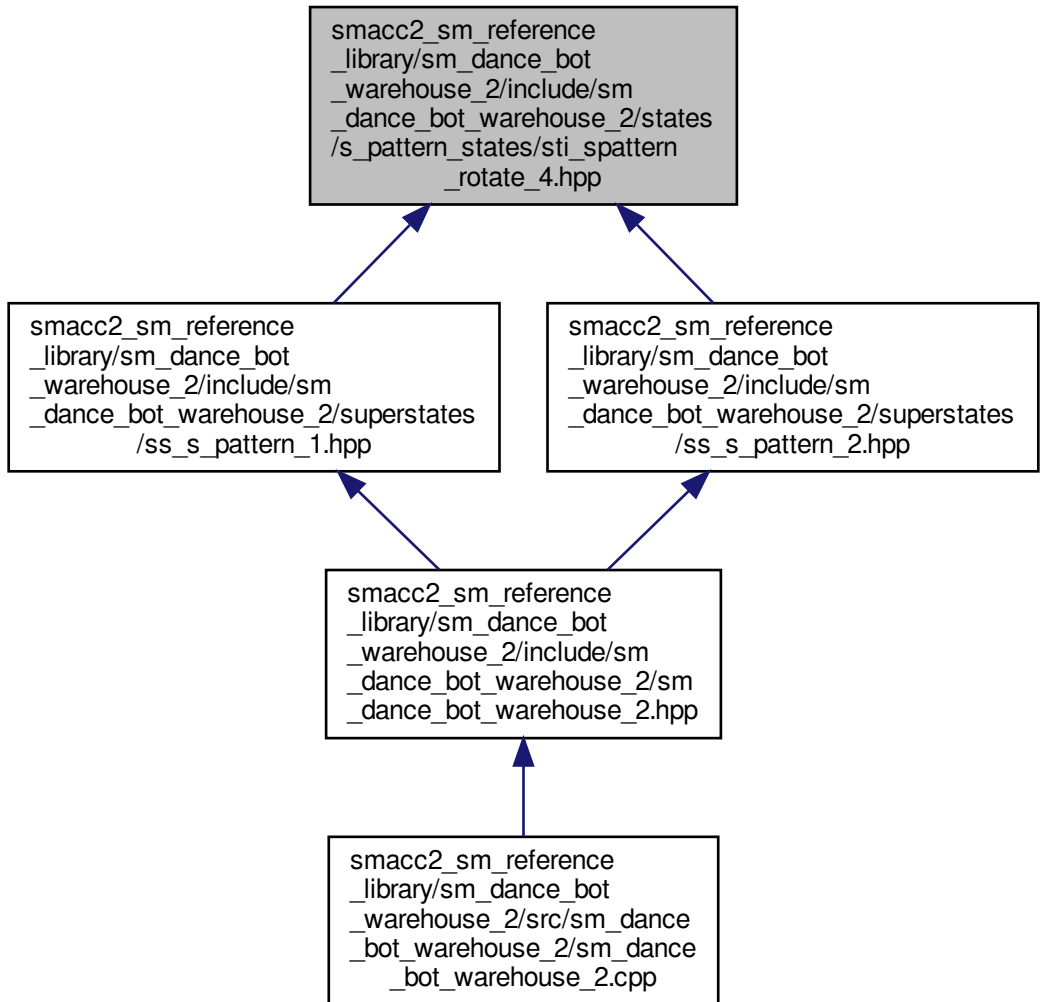 smacc2_sm_reference
_library/sm_dance_bot
_warehouse_2/include/sm
_dance_bot_warehouse_2/states
/s_pattern_states/sti_spattern
_rotate_4.hpp
smacc2_sm_reference
_library/sm_dance_bot
_warehouse_2/include/sm
_dance_bot_warehouse_2/superstates
/ss_s_pattern_1.hpp
smacc2_sm_reference
_library/sm_dance_bot
_warehouse_2/include/sm
_dance_bot_warehouse_2/superstates
/ss_s_pattern_2.hpp
smacc2_sm_reference
_library/sm_dance_bot
_warehouse_2/include/sm
_dance_bot_warehouse_2/sm
_dance_bot_warehouse_2.hpp
smacc2_sm_reference
_library/sm_dance_bot
_warehouse_2/src/sm_dance
_bot_warehouse_2/sm_dance
_bot_warehouse_2.cpp